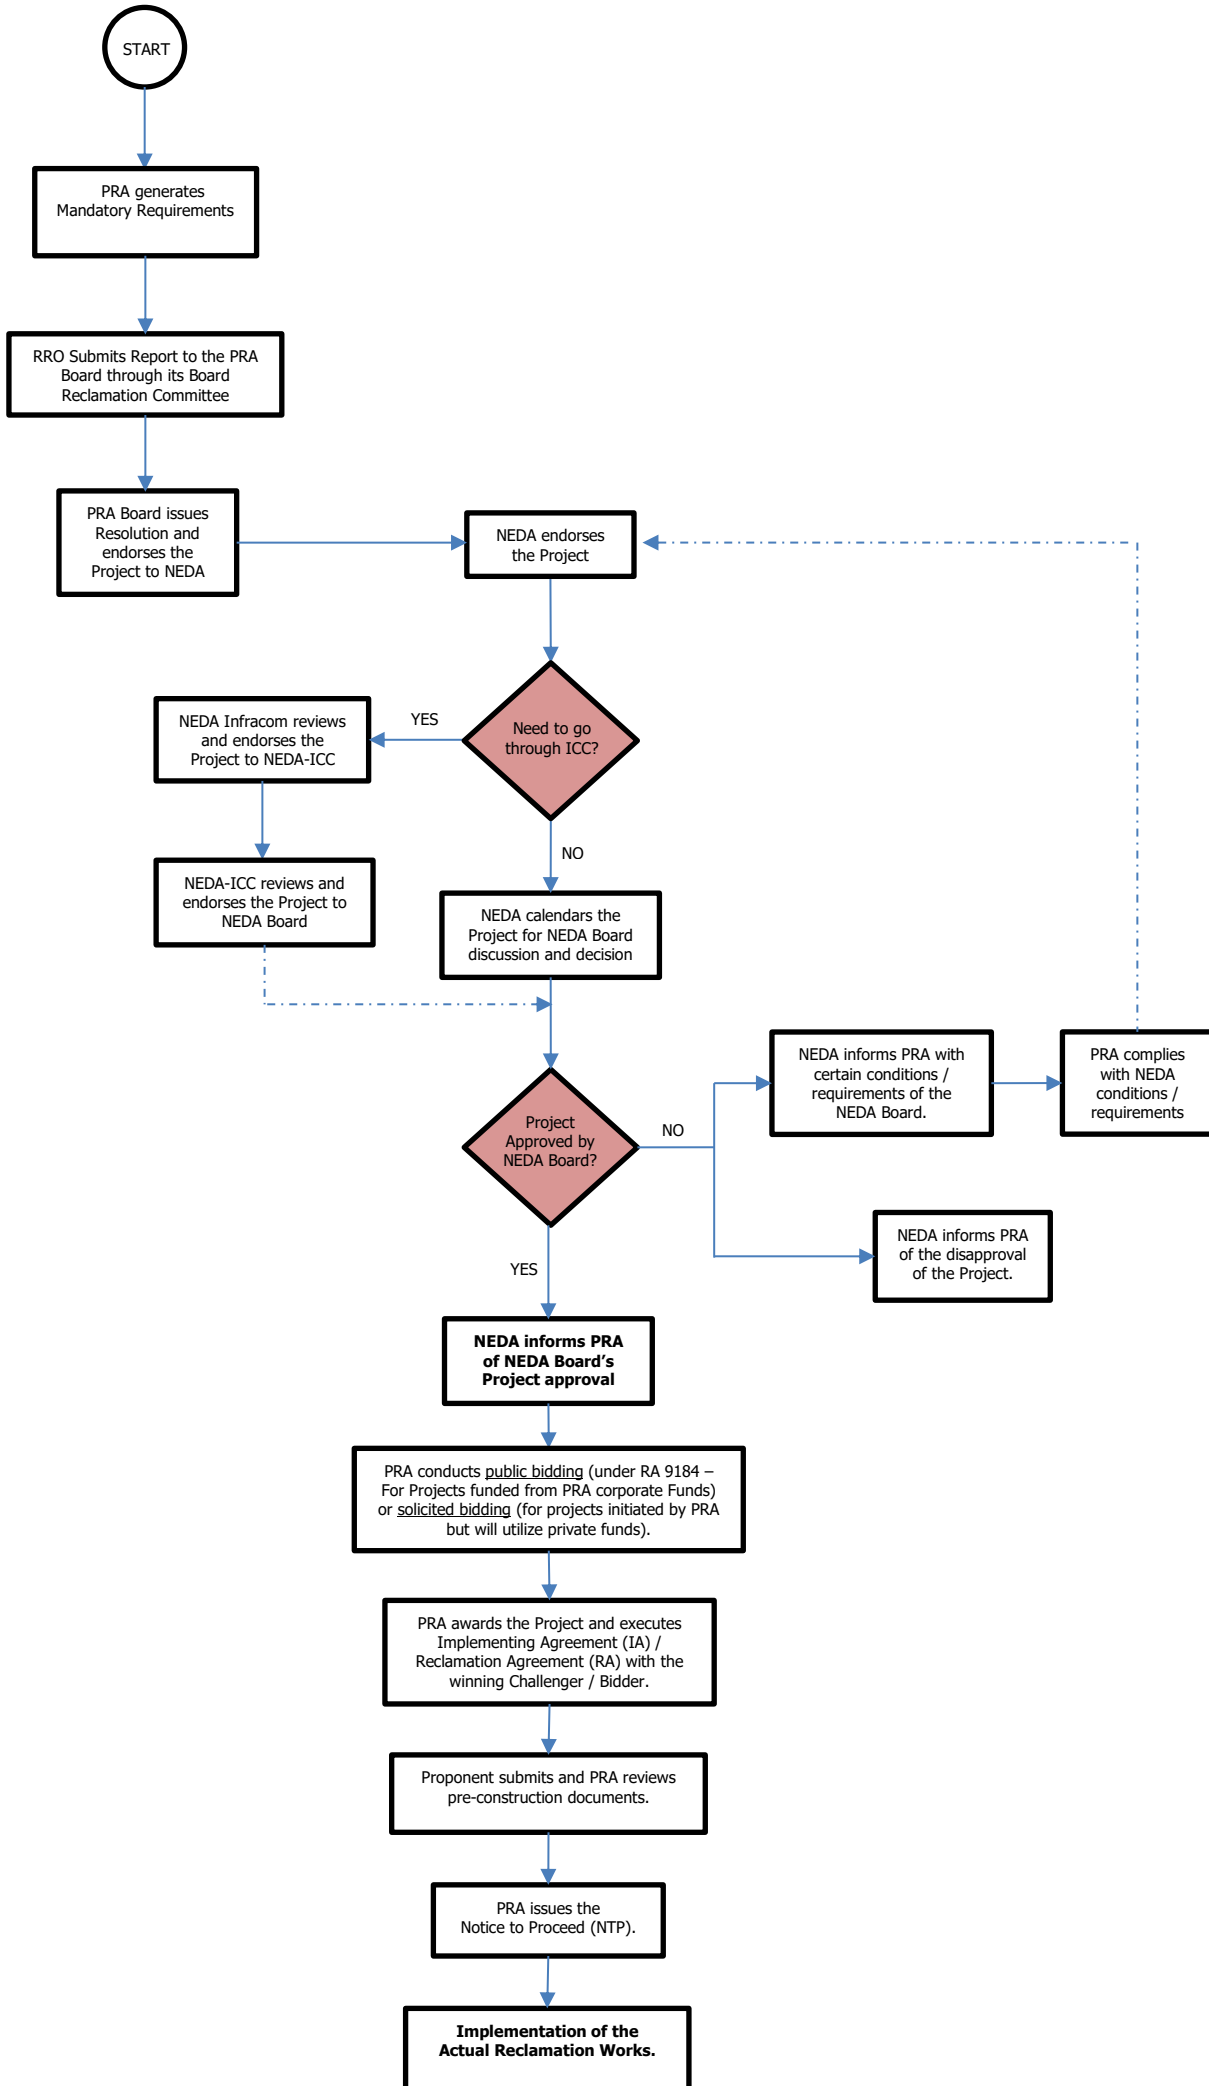 START
PRA generates
Mandatory Requirements
RRO Submits Report to the PRA
Board through its Board
Reclamation Committee
PRA Board issues
Resolution and
endorses the
Project to NEDA
NEDA endorses
the Project
Need to go
through ICC?
YES
NEDA Infracom reviews
and endorses the
Project to NEDA-ICC
NEDA-ICC reviews and
endorses the Project to
NEDA Board
NO
NEDA calendars the
Project for NEDA Board
discussion and decision
Project
Approved by
NEDA Board?
NO
NEDA informs PRA with
certain conditions /
requirements of the
NEDA Board.
PRA complies
with NEDA
conditions /
requirements
NEDA informs PRA
of the disapproval
of the Project.
YES
NEDA informs PRA
of NEDA Board’s
Project approval
PRA conducts public bidding (under RA 9184 –
For Projects funded from PRA corporate Funds)
or solicited bidding (for projects initiated by PRA
but will utilize private funds).
PRA awards the Project and executes
Implementing Agreement (IA) /
Reclamation Agreement (RA) with the
winning Challenger / Bidder.
Proponent submits and PRA reviews
pre-construction documents.
PRA issues the
Notice to Proceed (NTP).
Implementation of the
Actual Reclamation Works.